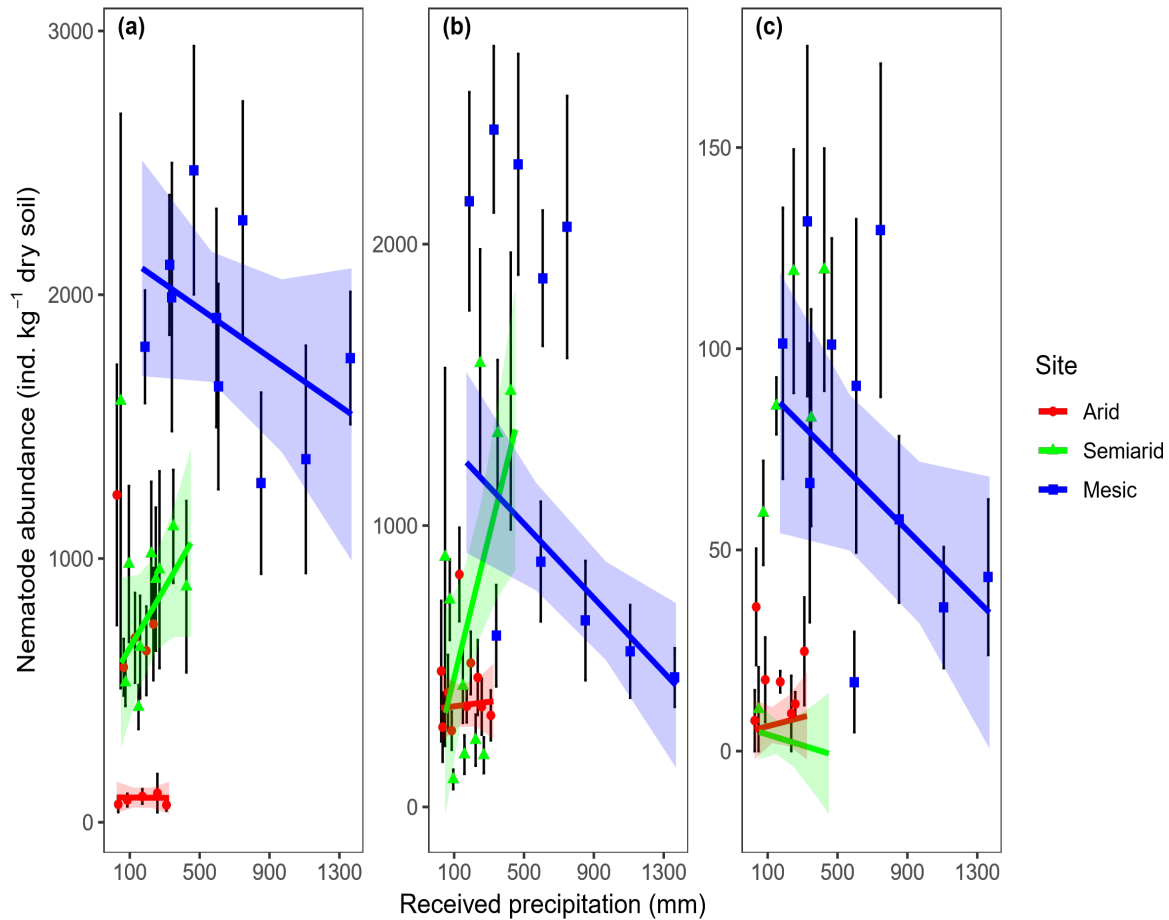 (a) (b) (c)
3000
2000
1000
0
2000
1000
0
150
100
50
0
100 500 900 1300
100 500 900 1300
100 500 900 1300
Nematode abundance (ind. kg⁻¹ dry soil)
Received precipitation (mm)
Site
Arid
Semiarid
Mesic